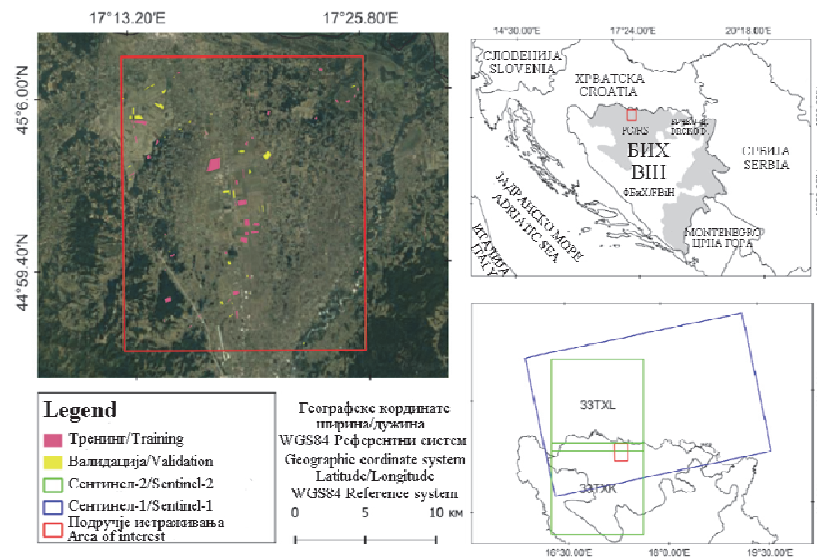 17°13.20'E
17°25.80'E
45°6.00'N
44°59.40'N
14°30.00'E
17°24.00'E
20°18.00'E
СЛОВЕНИЈА
SLOVENIA
ХРВАТСКА
CROATIA
PC/RS
БИХ
BIH
ФБиХ/FBiH
СРБИЈА
SERBIA
ЈАДРАНСКО МОРЕ
ADRIATIC SEA
ИТАЛИЈА
ITALY
MONTENEGRO
ЦРНА ГОРА
33TXL
33TXK
16°30.00'E
18°0.00'E
19°30.00'E
Legend
Тренинг/Training
Валидација/Validation
Сентинел-2/Sentinel-2
Сентинел-1/Sentinel-1
Подручје истраживања
Area of interest
Географске кординате
ширина/дужина
WGS84 Референтни систем
Geographic cordinate system
Latitude/Longitude
WGS84 Reference system
0 5 10 км